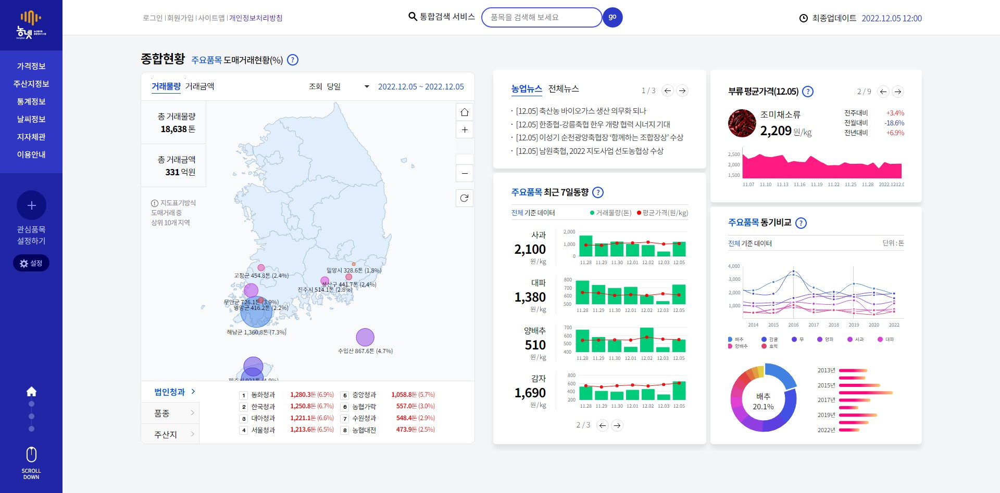 농넷
가격정보
주산지정보
통계정보
날씨정보
지자체관
이용안내
관심품목
설정하기
설정
SCROLL
DOWN
로그인 | 회원가입 | 사이트맵 | 개인정보처리방침
통합검색 서비스
품목을 검색해 보세요
go
최종업데이트 2022.12.05 12:00
종합현황 주요품목 도매거래현황(%) ?
거래물량 거래금액
조회 당일
2022.12.05 ~ 2022.12.05
총 거래물량
18,638 톤
총 거래금액
331 억원
지도표기방식
도매거래 중
상위 10개 지역
고창군 454.8톤 (2.4%)
밀양시 328.6톤 (1.8%)
성산구 441.7톤 (2.4%)
진주시 514.1톤 (2.8%)
무안군 726.1톤 (3.9%)
영암군 416.2톤 (2.2%)
해남군 1,360.8톤 (7.3%)
수입산 867.6톤 (4.7%)
제주시 921톤 (4.9%)
법인청과
품종
주산지
1 동화청과 1,280.3톤 (6.9%)
2 한국청과 1,250.8톤 (6.7%)
3 대아청과 1,221.1톤 (6.6%)
4 서울청과 1,213.6톤 (6.5%)
5 중앙청과 1,058.8톤 (5.7%)
6 농협가락 557.0톤 (3.0%)
7 수원청과 548.4톤 (2.9%)
8 농협대전 473.9톤 (2.5%)
농업뉴스 전체뉴스
1 / 3
· [12.05] 축산농 바이오가스 생산 의무화 되나
· [12.05] 한종협-강릉축협 한우 개량 협력 시너지 기대
· [12.05] 이성기 순천광양축협장 ‘함께하는 조합장상’ 수상
· [12.05] 남원축협, 2022 지도사업 선도농협상 수상
주요품목 최근 7일동향 ?
전체 기준 데이터
거래물량(톤) 평균가격(원/kg)
사과
2,100
원/kg
2,000
1,000
0
11.28 11.29 11.30 12.01 12.02 12.03 12.05
대파
1,380
원/kg
800
700
600
500
11.28 11.29 11.30 12.01 12.02 12.03 12.05
양배추
510
원/kg
700
600
500
400
11.28 11.29 11.30 12.01 12.02 12.03 12.05
감자
1,690
원/kg
800
600
400
200
11.28 11.29 11.30 12.01 12.02 12.03 12.05
2 / 3
부류 평균가격(12.05) ?
2 / 9
조미채소류
2,209 원/kg
전주대비 +3.4%
전월대비 -18.6%
전년대비 +6.9%
2,500
2,000
1,500
11.07 11.10 11.13 11.16 11.19 11.22 11.25 11.28 2022.12
주요품목 동기비교 ?
전체 기준 데이터
단위 : 톤
4,000
3,000
2,000
1,000
2014 2015 2016 2017 2018 2019 2020 2022
배추 감귤 무 양파 사과 대파
양배추 호박
배추
20.1%
2013년
2015년
2017년
2019년
2022년